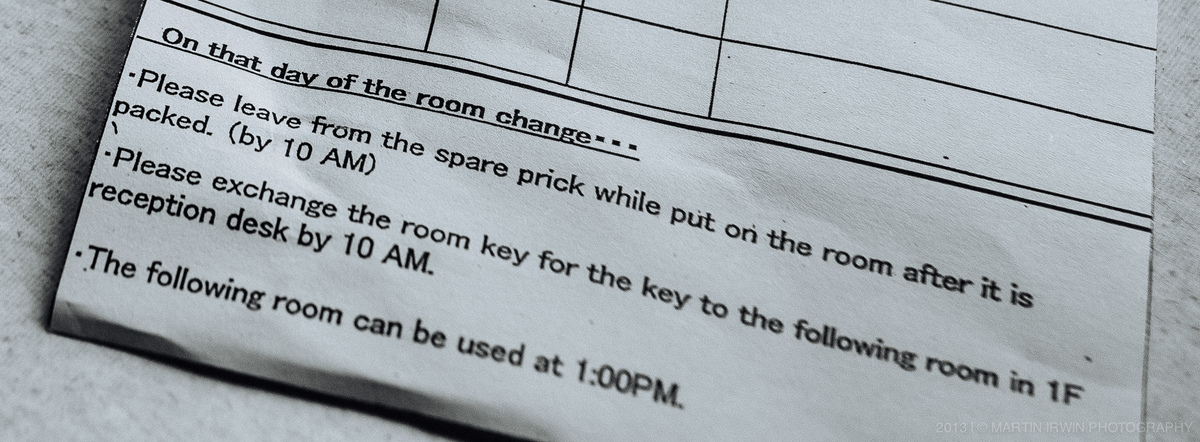 On that day of the room change･･･
･Please leave from the spare prick while put on the room after it is
packed. (by 10 AM)
･Please exchange the room key for the key to the following room in 1F
reception desk by 10 AM.
･The following room can be used at 1:00PM.
2013 | © MARTIN IRWIN PHOTOGRAPHY